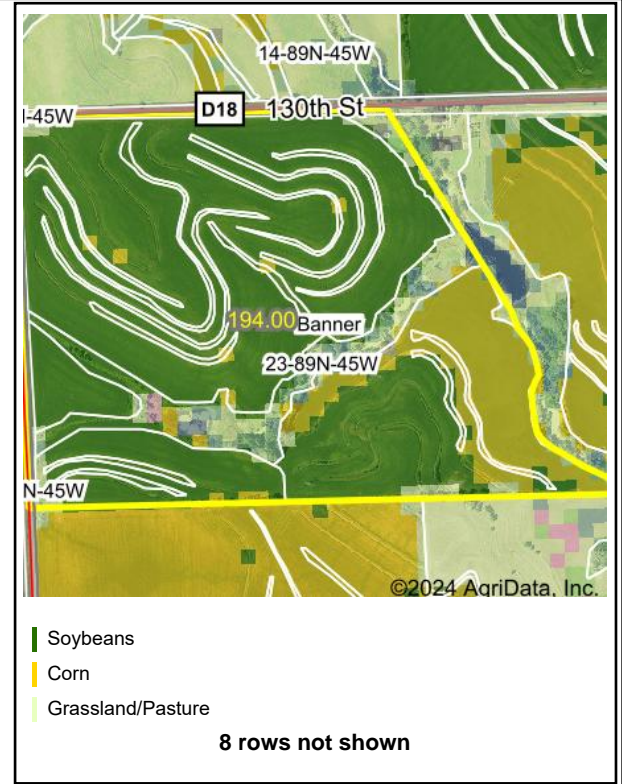 14-89N-45W
I-45W
D18 130th St
194.00 Banner
23-89N-45W
N-45W
©2024 AgriData, Inc.
Soybeans
Corn
Grassland/Pasture
8 rows not shown